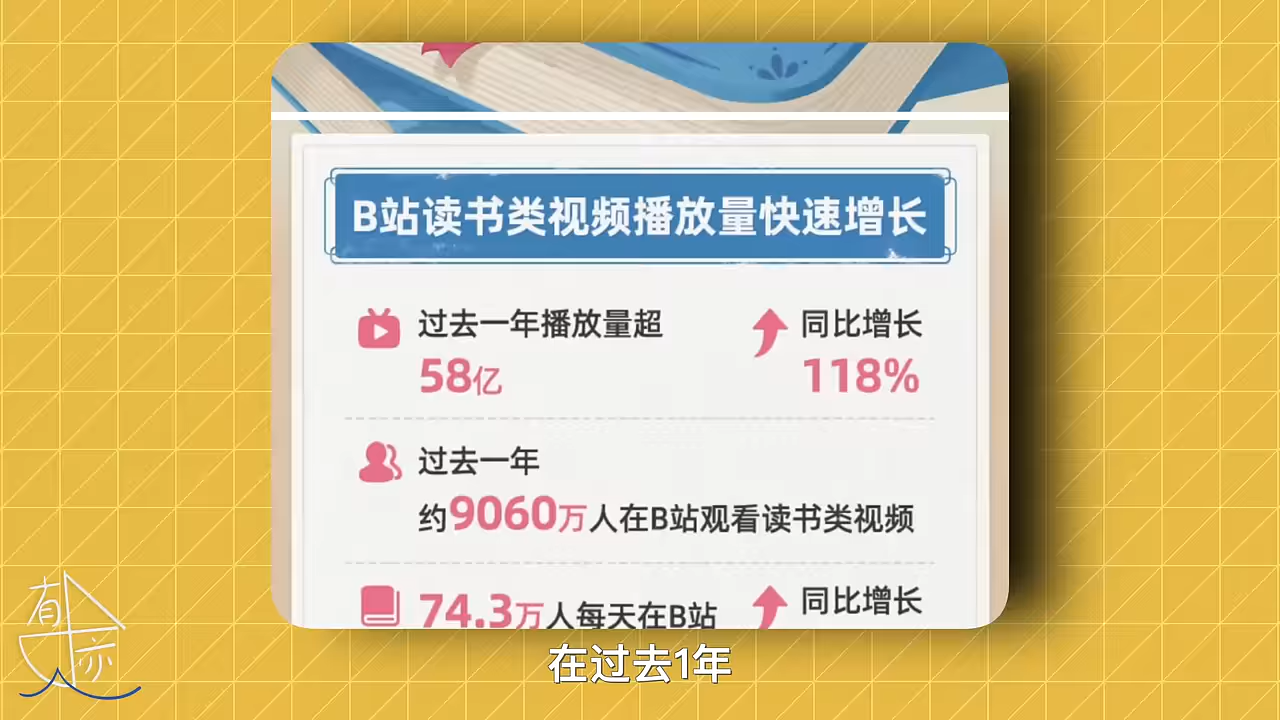 B站读书类视频播放量快速增长
过去一年播放量超
58亿
同比增长
118%
过去一年
约9060万人在B站观看读书类视频
74.3万人每天在B站
同比增长
在过去1年
有
亦